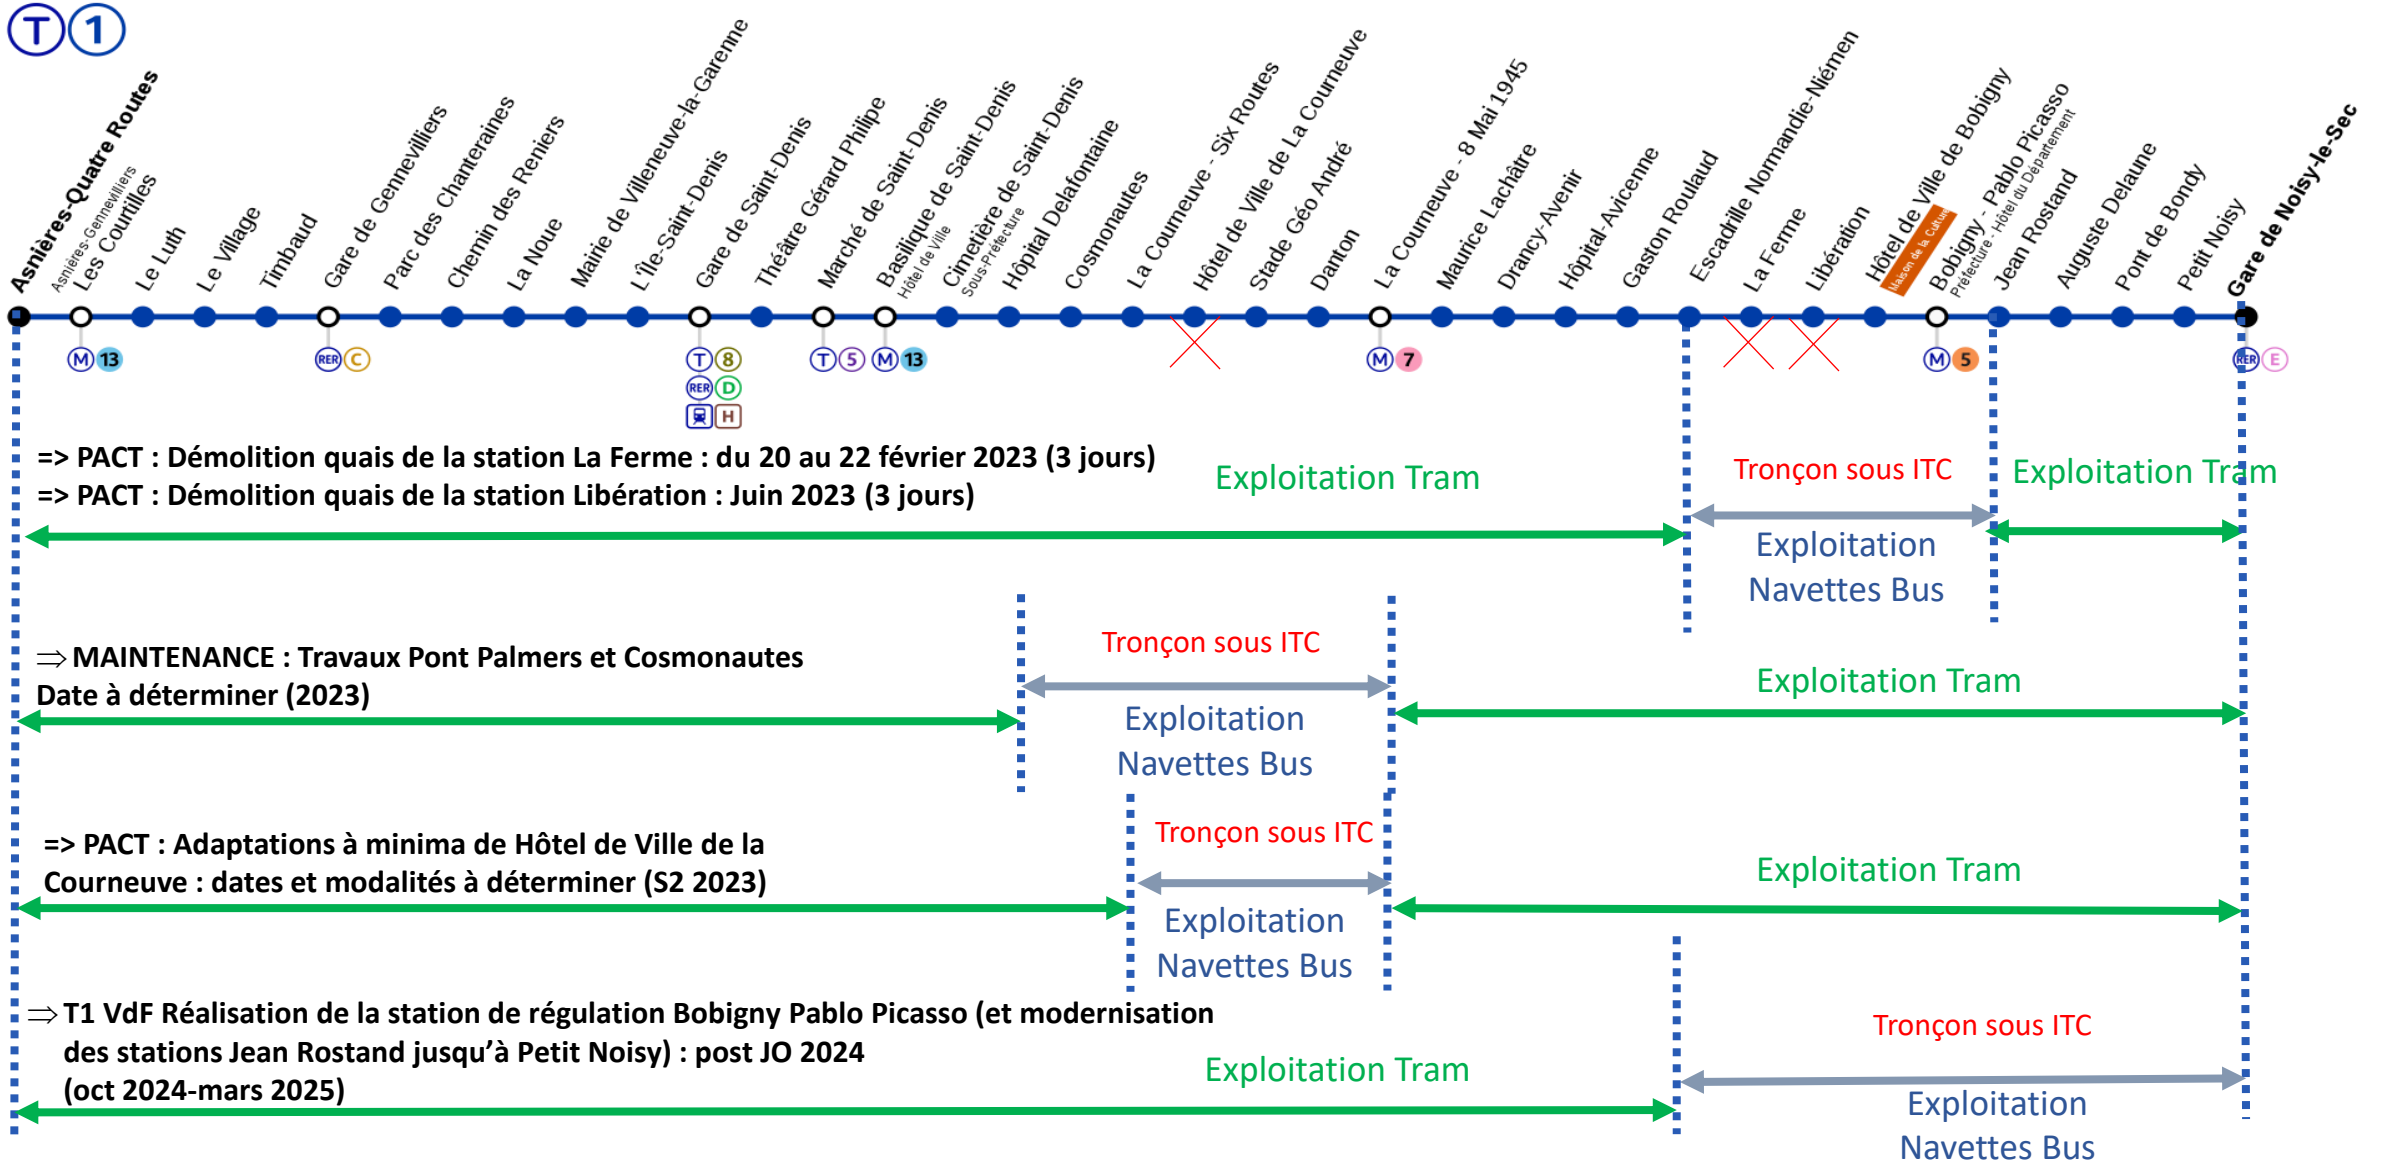 T 1
Asnières-Quatre Routes
Asnières-Gennevilliers
Les Courtilles
Le Luth
Le Village
Timbaud
Gare de Gennevilliers
Parc des Chanteraines
Chemin des Reniers
La Noue
Mairie de Villeneuve-la-Garenne
L'Île-Saint-Denis
Gare de Saint-Denis
Théâtre Gérard Philipe
Marché de Saint-Denis
Basilique de Saint-Denis
Hôtel de Ville
Cimetière de Saint-Denis
Sous-Préfecture
Hôpital Delafontaine
Cosmonautes
La Courneuve - Six Routes
Hôtel de Ville de La Courneuve
Stade Géo André
Danton
La Courneuve - 8 Mai 1945
Maurice Lachâtre
Drancy-Avenir
Hôpital-Avicenne
Gaston Roulaud
Escadrille Normandie-Niémen
La Ferme
Libération
Hôtel de Ville de Bobigny
Maison de la Culture
Bobigny - Pablo Picasso
Préfecture - Hôtel du Département
Jean Rostand
Auguste Delaune
Pont de Bondy
Petit Noisy
Gare de Noisy-le-Sec
M 13
RER C
T 8
RER D
H
T 5
M 13
M 7
M 5
RER E
=> PACT : Démolition quais de la station La Ferme : du 20 au 22 février 2023 (3 jours)
=> PACT : Démolition quais de la station Libération : Juin 2023 (3 jours)
Exploitation Tram
Tronçon sous ITC
Exploitation Tram
Exploitation
Navettes Bus
⇒ MAINTENANCE : Travaux Pont Palmers et Cosmonautes
Date à déterminer (2023)
Tronçon sous ITC
Exploitation
Navettes Bus
Exploitation Tram
=> PACT : Adaptations à minima de Hôtel de Ville de la
Courneuve : dates et modalités à déterminer (S2 2023)
Tronçon sous ITC
Exploitation
Navettes Bus
Exploitation Tram
⇒ T1 VdF Réalisation de la station de régulation Bobigny Pablo Picasso (et modernisation
des stations Jean Rostand jusqu'à Petit Noisy) : post JO 2024
(oct 2024-mars 2025)
Exploitation Tram
Tronçon sous ITC
Exploitation
Navettes Bus